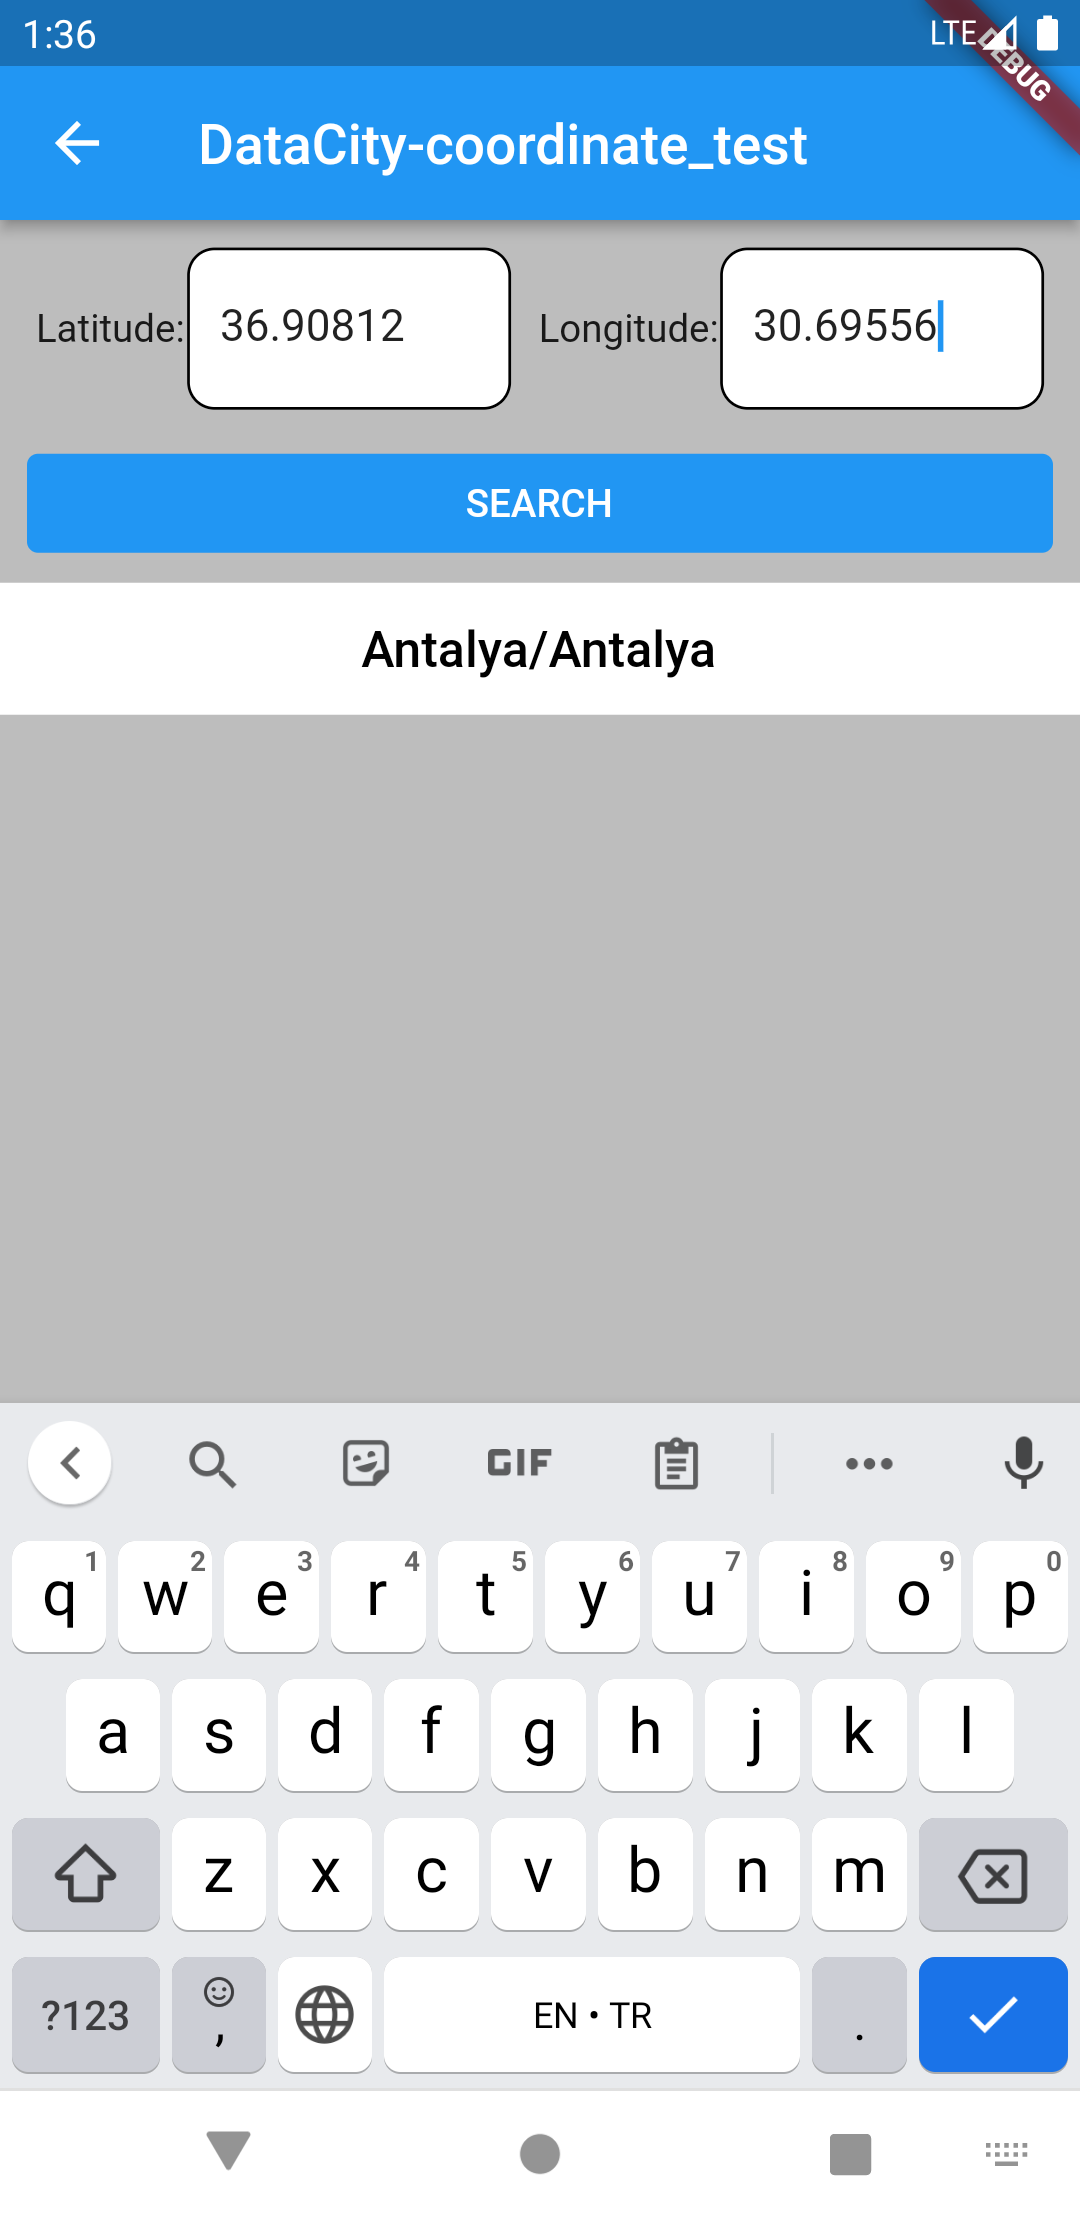 1:36
LTE
DEBUG
DataCity-coordinate_test
Latitude: 36.90812 Longitude: 30.69556
SEARCH
Antalya/Antalya
GIF
1 2 3 4 5 6 7 8 9 0
q w e r t y u i o p
a s d f g h j k l
z x c v b n m
?123 , EN • TR .